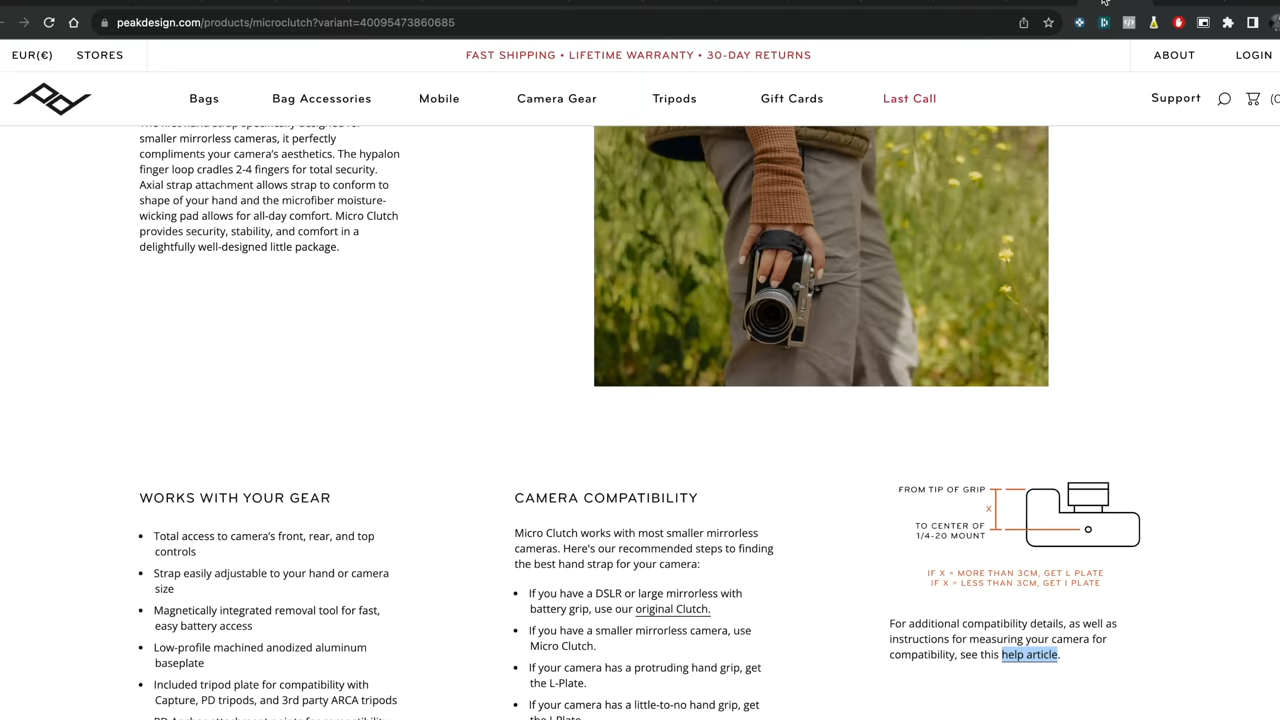 peakdesign.com/products/microclutch?variant=40095473860685
EUR(€) STORES FAST SHIPPING • LIFETIME WARRANTY • 30-DAY RETURNS ABOUT LOGIN
Bags Bag Accessories Mobile Camera Gear Tripods Gift Cards Last Call Support (0
smaller mirrorless cameras, it perfectly
compliments your camera's aesthetics. The hypalon
finger loop cradles 2-4 fingers for total security.
Axial strap attachment allows strap to conform to
shape of your hand and the microfiber moisture-
wicking pad allows for all-day comfort. Micro Clutch
provides security, stability, and comfort in a
delightfully well-designed little package.
WORKS WITH YOUR GEAR
• Total access to camera's front, rear, and top
controls
• Strap easily adjustable to your hand or camera
size
• Magnetically integrated removal tool for fast,
easy battery access
• Low-profile machined anodized aluminum
baseplate
• Included tripod plate for compatibility with
Capture, PD tripods, and 3rd party ARCA tripods
CAMERA COMPATIBILITY
Micro Clutch works with most smaller mirrorless
cameras. Here's our recommended steps to finding
the best hand strap for your camera:
• If you have a DSLR or large mirrorless with
battery grip, use our original Clutch.
• If you have a smaller mirrorless camera, use
Micro Clutch.
• If your camera has a protruding hand grip, get
the L-Plate.
• If your camera has a little-to-no hand grip, get
FROM TIP OF GRIP
X
TO CENTER OF
1/4-20 MOUNT
IF X = MORE THAN 3CM, GET L PLATE
IF X = LESS THAN 3CM, GET I PLATE
For additional compatibility details, as well as
instructions for measuring your camera for
compatibility, see this help article.